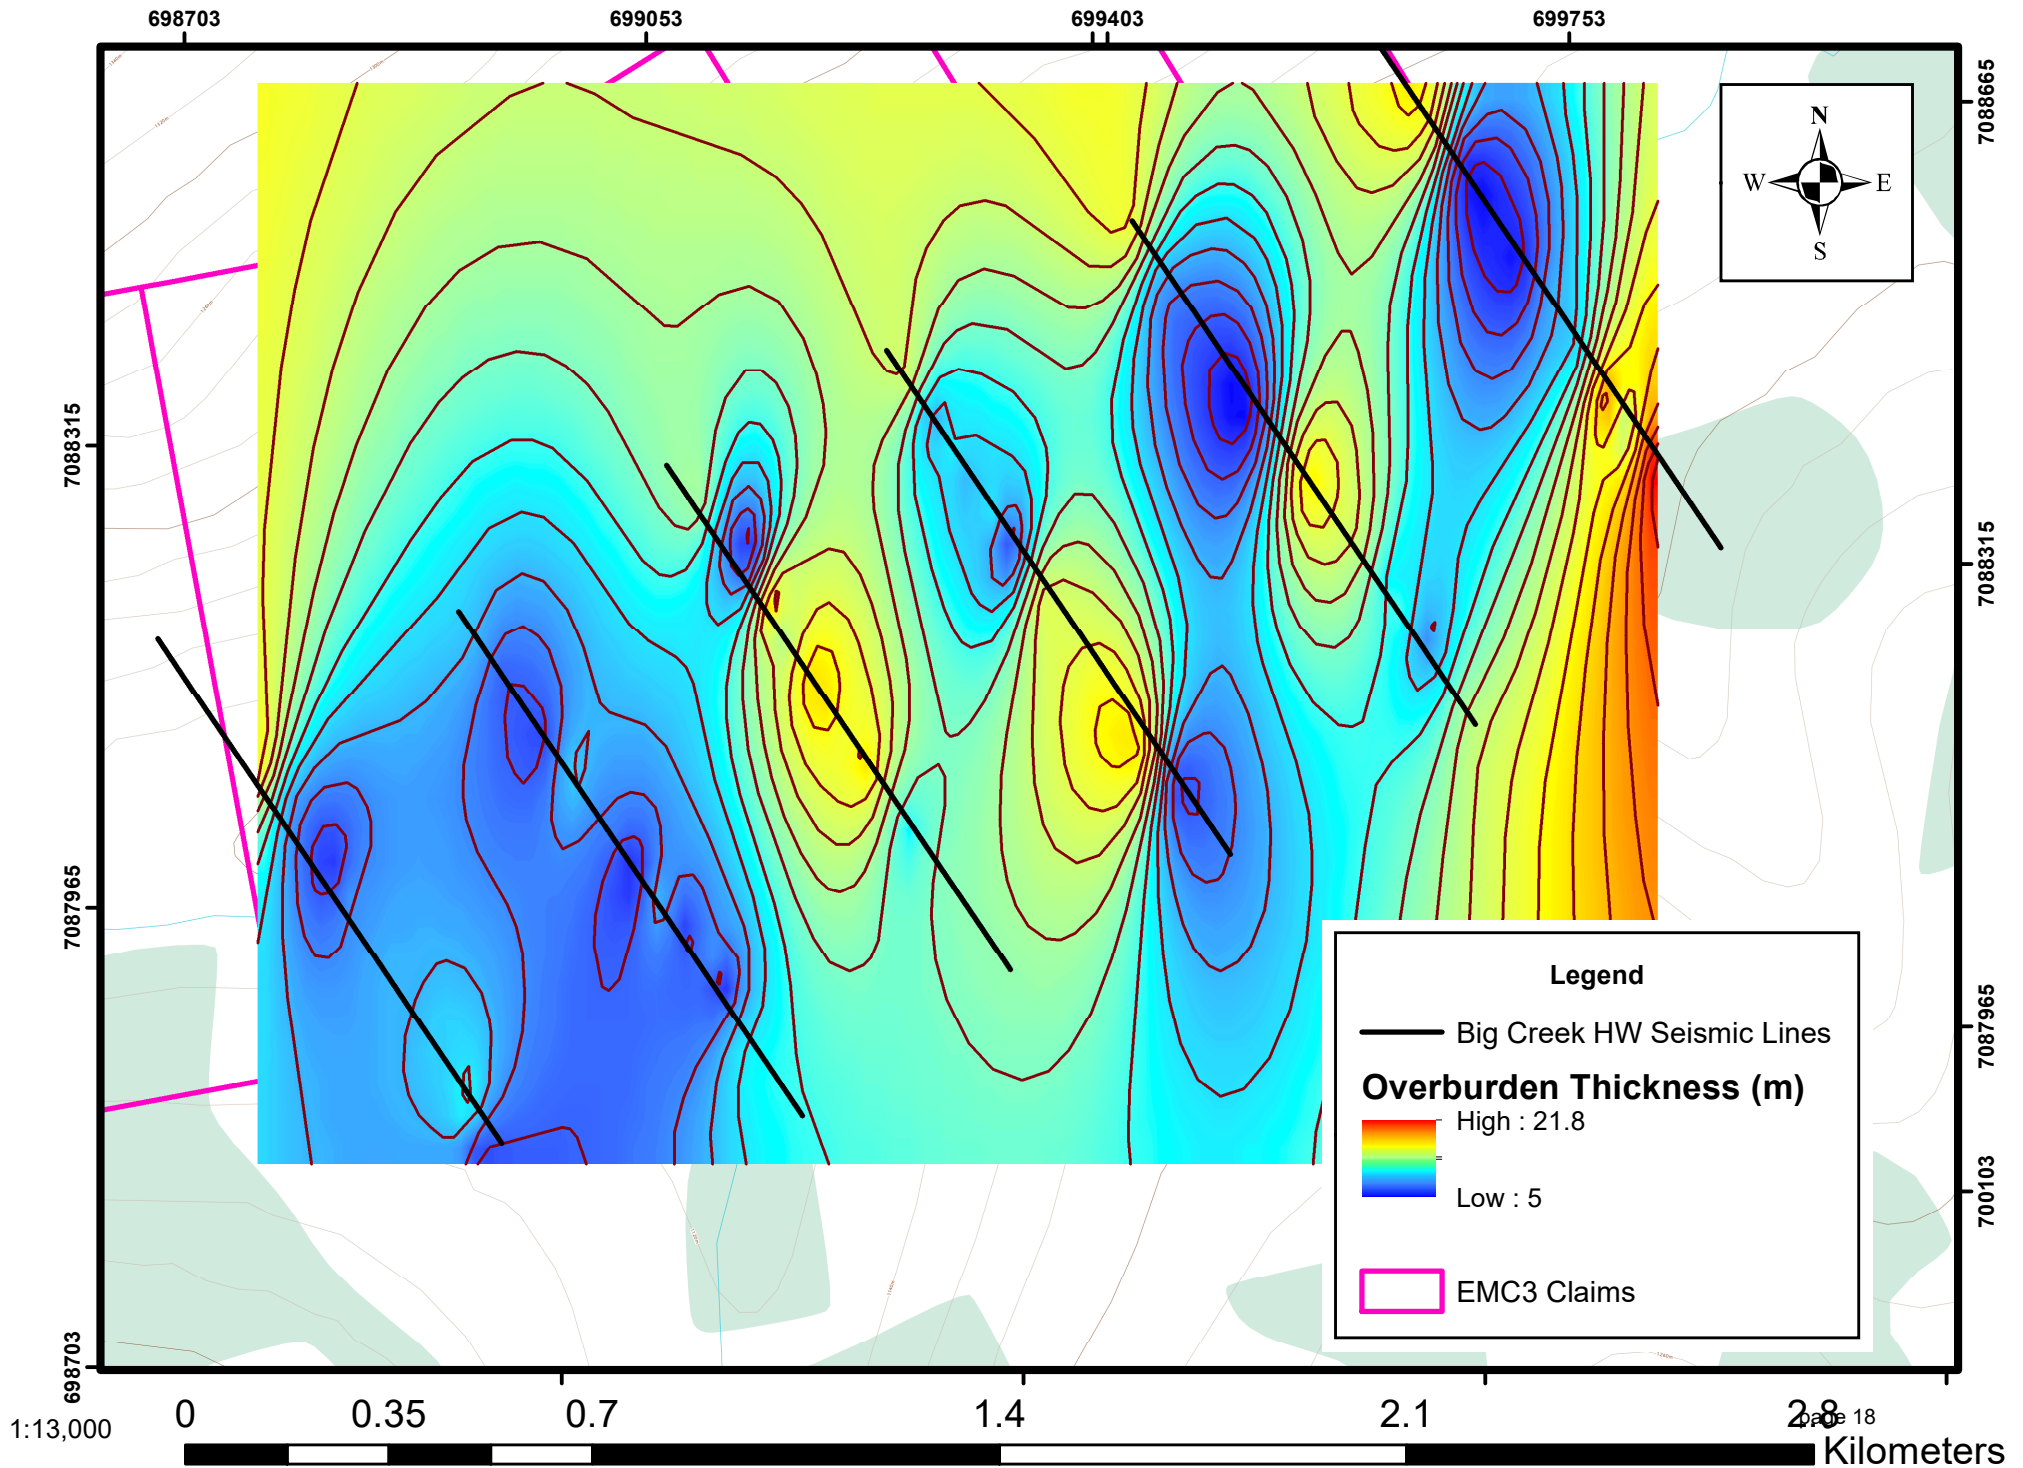 698703
699053
699403
699753
7088665
N
W
E
S
7088315
7088315
7087965
7087965
700103
698703
Legend
Big Creek HW Seismic Lines
Overburden Thickness (m)
High : 21.8
Low : 5
EMC3 Claims
1:13,000
0
0.35
0.7
1.4
2.1
2.8
page 18
Kilometers